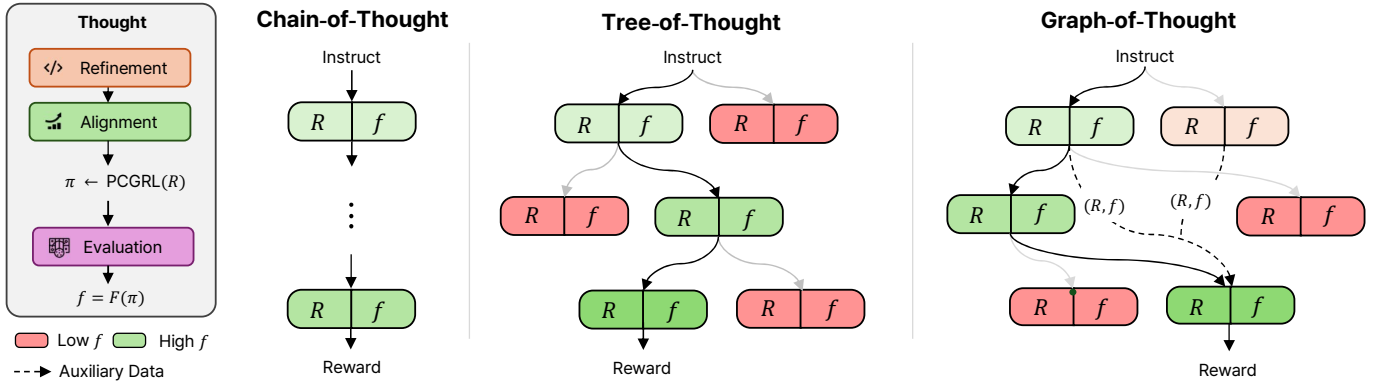 Thought
Refinement
Alignment
π ← PCGRL(R)
Evaluation
f = F(π)
Low f
High f
Auxiliary Data
Chain-of-Thought
Instruct
R f
R f
Reward
Tree-of-Thought
Instruct
R f
R f
R f
R f
R f
R f
Reward
Graph-of-Thought
Instruct
R f
R f
R f
(R, f)
(R, f)
R f
R f
R f
Reward